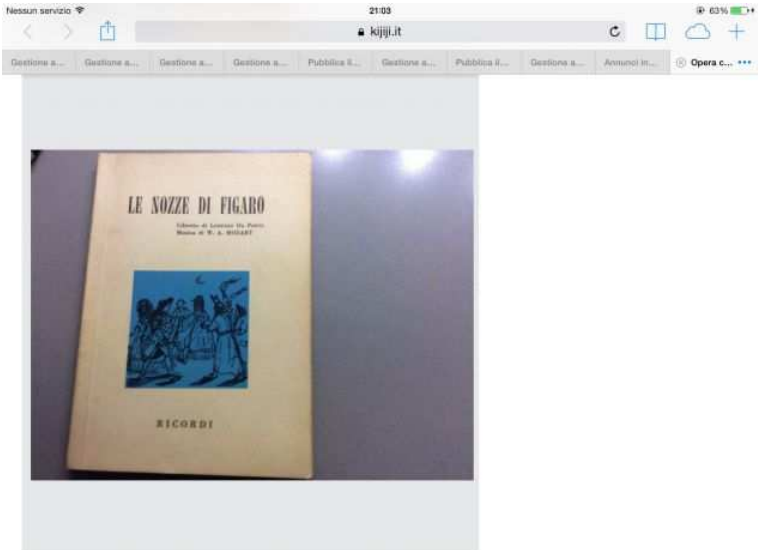 Nessun servizio 21:03 63%
kijiji.it
Gestione a... Gestione a... Gestione a... Gestione a... Pubblica il... Gestione a... Pubblica il... Gestione a... Annunci in... Opera c...
LE NOZZE DI FIGARO
Libretto di Lorenzo Da Ponte
Musica di W. A. MOZART
RICORDI